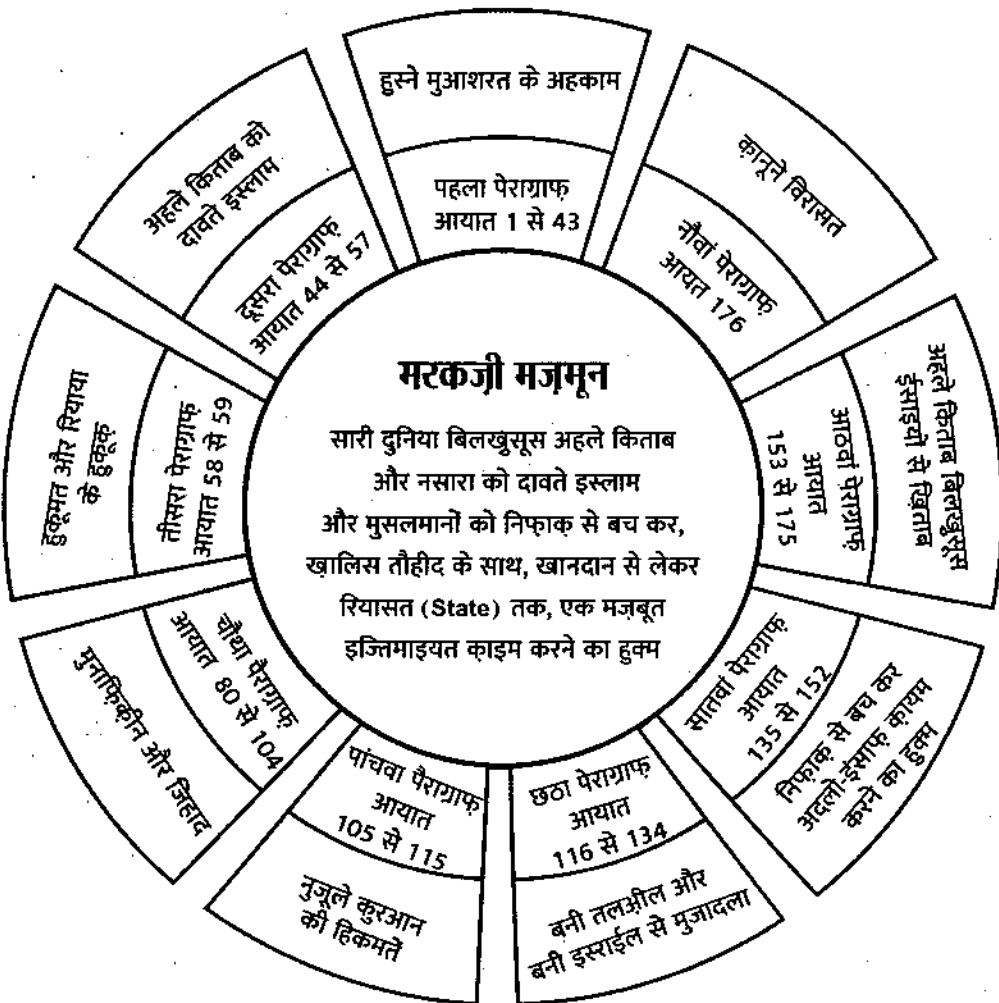 हुस्ने मुआशरत के अहकाम
पहला पेराग्राफ़
आयात 1 से 43
अहले किताब को
दावते इस्लाम
दूसरा पेराग्राफ़
आयात 44 से 57
हुकूमत और रियाया
के हुकूक़
तीसरा पेराग्राफ़
आयात 58 से 59
मुनाफ़िक़ीन और जिहाद
चौथा पैराग्राफ़
आयात 80 से 104
पांचवा पैराग्राफ़
आयात
105 से 115
नुज़ूले कुरआन
की हिकमतें
छठा पेराग्राफ़
आयात
116 से 134
बनी तलआील और
बनी इस्राईल से मुजादला
सातवां पेराग्राफ़
आयात
135 से 152
निफ़ाक़ से बच कर
अदलो-ईंसाफ़ क़ायम
करने का हुक्म
आठवां पेराग्राफ़
आयात
153 से 175
अहले किताब बिलख़ुसूस
ईसाइयों से ख़िताब
नौवां पेराग्राफ़
आयत 176
क़ानूने विरासत
मरकज़ी मज़मून
सारी दुनिया बिलख़ुसूस अहले किताब
और नसारा को दावते इस्लाम
और मुसलमानों को निफ़ाक़ से बच कर,
ख़ालिस तौहीद के साथ, खानदान से लेकर
रियासत (State) तक, एक मज़बूत
इज्तिमाइयत क़ाइम करने का हुक्म